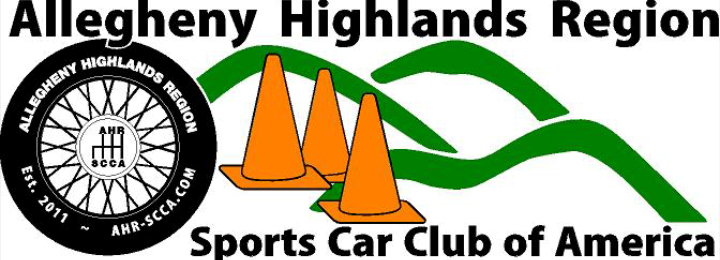 Allegheny Highlands Region
ALLEGHENY HIGHLANDS REGION
AHR
SCCA
Est. 2011 ~ AHR-SCCA.COM
Sports Car Club of America